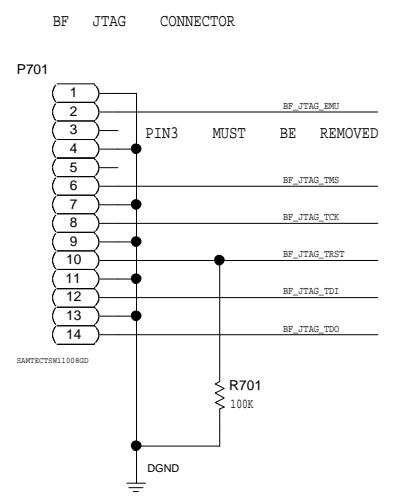 BF JTAG CONNECTOR
P701
1
2 BF_JTAG_EMU
3 PIN3 MUST BE REMOVED
4
5
6 BF_JTAG_TMS
7
8 BF_JTAG_TCK
9
10 BF_JTAG_TRST
11
12 BF_JTAG_TDI
13
14 BF_JTAG_TDO
SAMTECTSW11008GD
R701
100K
DGND